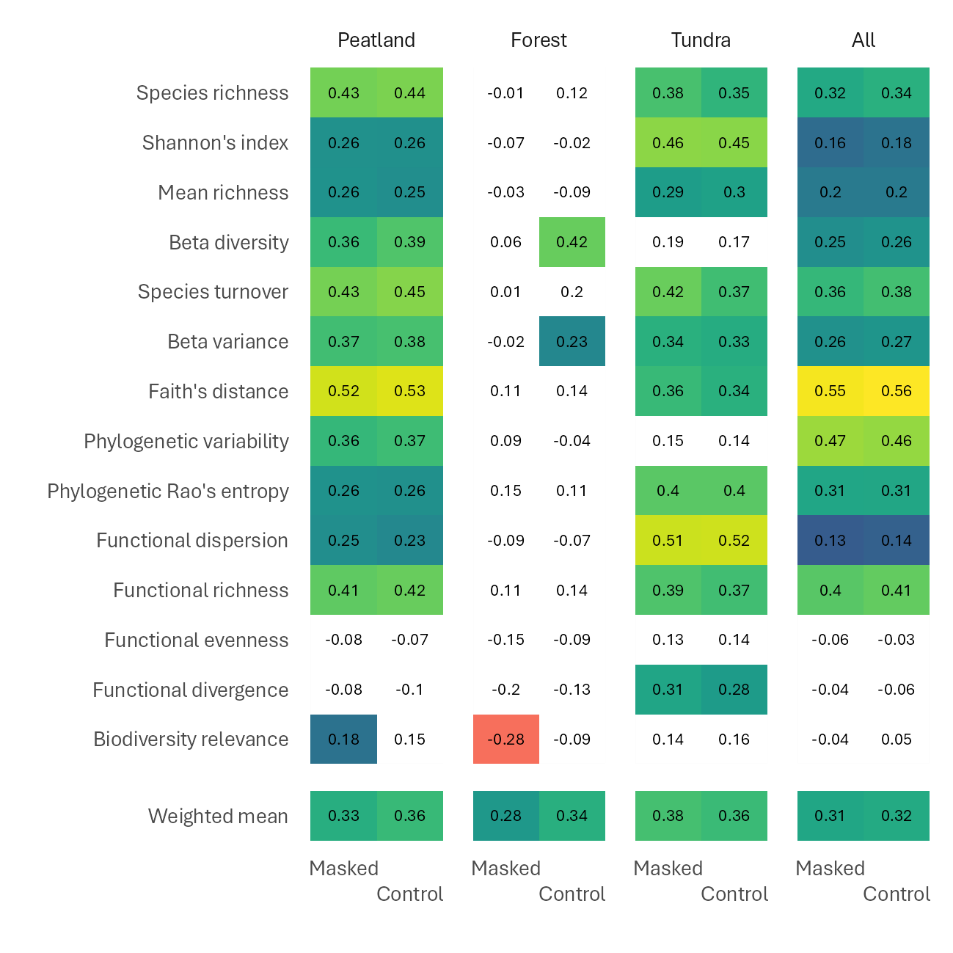 Peatland Forest Tundra All
Species richness 0.43 0.44 -0.01 0.12 0.38 0.35 0.32 0.34
Shannon's index 0.26 0.26 -0.07 -0.02 0.46 0.45 0.16 0.18
Mean richness 0.26 0.25 -0.03 -0.09 0.29 0.3 0.2 0.2
Beta diversity 0.36 0.39 0.06 0.42 0.19 0.17 0.25 0.26
Species turnover 0.43 0.45 0.01 0.2 0.42 0.37 0.36 0.38
Beta variance 0.37 0.38 -0.02 0.23 0.34 0.33 0.26 0.27
Faith's distance 0.52 0.53 0.11 0.14 0.36 0.34 0.55 0.56
Phylogenetic variability 0.36 0.37 0.09 -0.04 0.15 0.14 0.47 0.46
Phylogenetic Rao's entropy 0.26 0.26 0.15 0.11 0.4 0.4 0.31 0.31
Functional dispersion 0.25 0.23 -0.09 -0.07 0.51 0.52 0.13 0.14
Functional richness 0.41 0.42 0.11 0.14 0.39 0.37 0.4 0.41
Functional evenness -0.08 -0.07 -0.15 -0.09 0.13 0.14 -0.06 -0.03
Functional divergence -0.08 -0.1 -0.2 -0.13 0.31 0.28 -0.04 -0.06
Biodiversity relevance 0.18 0.15 -0.28 -0.09 0.14 0.16 -0.04 0.05
Weighted mean 0.33 0.36 0.28 0.34 0.38 0.36 0.31 0.32
Masked Masked Masked Masked
Control Control Control Control